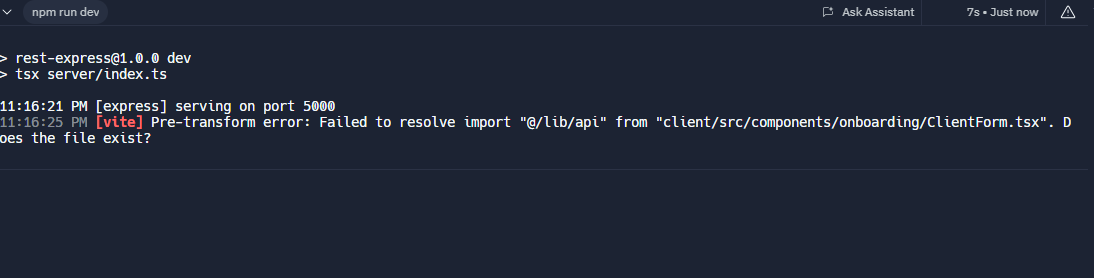 npm run dev
Ask Assistant
7s • Just now
> rest-express@1.0.0 dev
> tsx server/index.ts
11:16:21 PM [express] serving on port 5000
11:16:25 PM [vite] Pre-transform error: Failed to resolve import "@/lib/api" from "client/src/components/onboarding/ClientForm.tsx". D
oes the file exist?